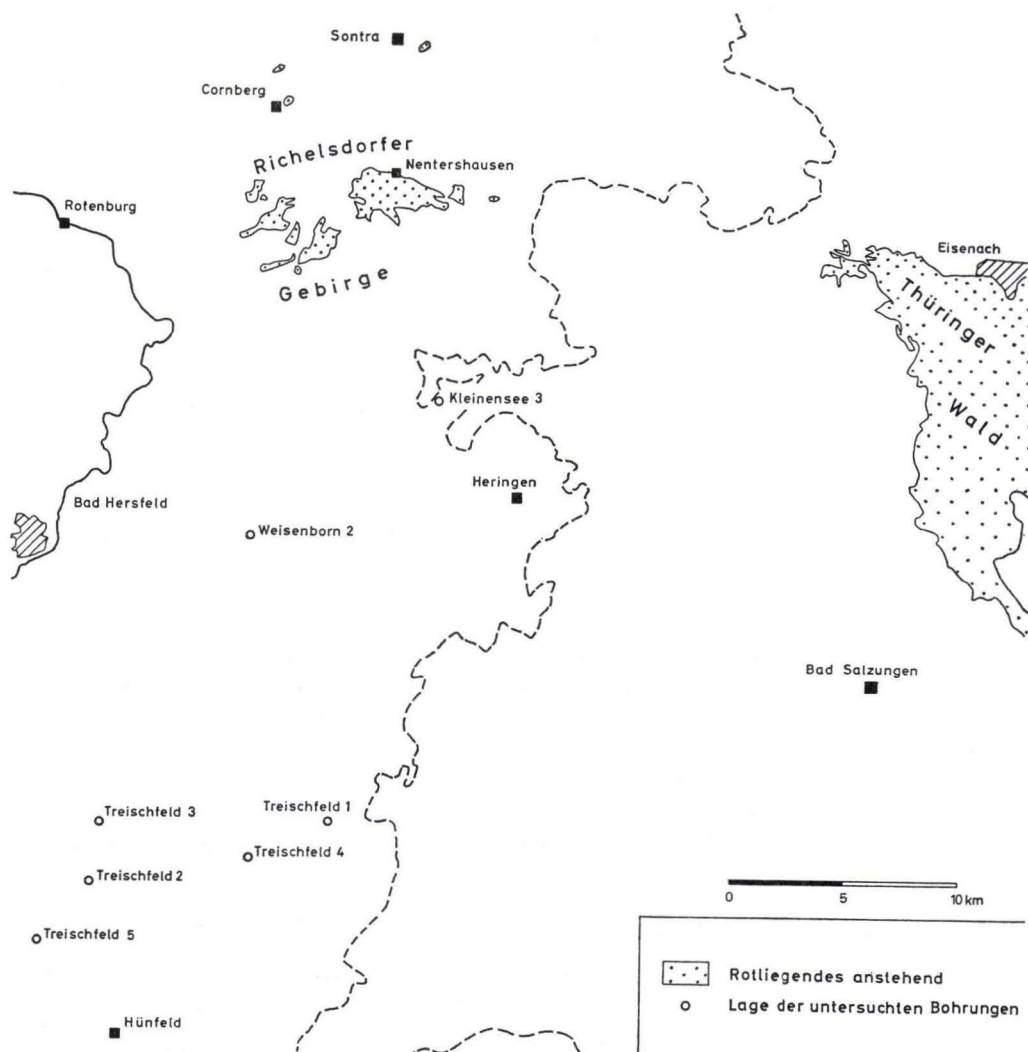 Sontra
Cornberg
Richelsdorfer
Nentershausen
Rotenburg
Eisenach
Gebirge
Thüringer
Kleinensee 3
Wald
Heringen
Bad Hersfeld
Weisenborn 2
Bad Salzungen
Treischfeld 3
Treischfeld 1
Treischfeld 4
Treischfeld 2
0 5 10 km
Treischfeld 5
Rotliegendes anstehend
Lage der untersuchten Bohrungen
Hünfeld